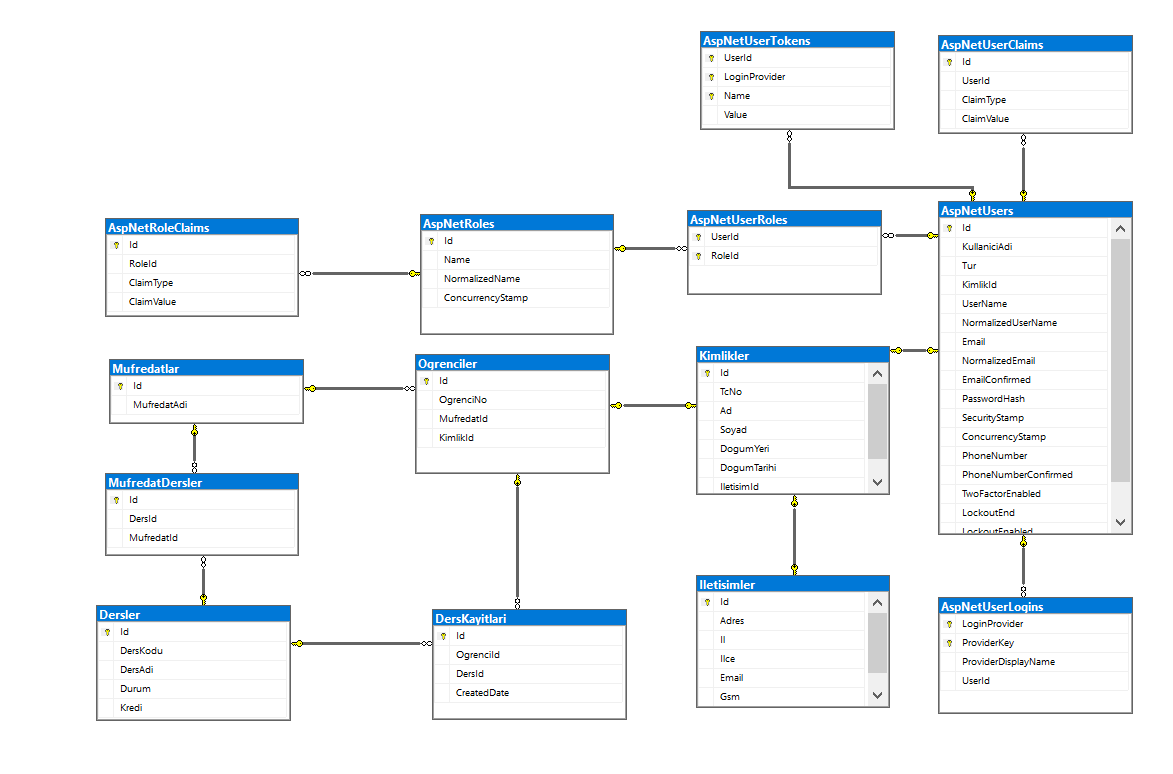 AspNetUserTokens
UserId
LoginProvider
Name
Value
AspNetUserClaims
Id
UserId
ClaimType
ClaimValue
AspNetRoleClaims
Id
RoleId
ClaimType
ClaimValue
AspNetRoles
Id
Name
NormalizedName
ConcurrencyStamp
AspNetUserRoles
UserId
RoleId
AspNetUsers
Id
KullaniciAdi
Tur
KimlikId
UserName
NormalizedUserName
Email
NormalizedEmail
EmailConfirmed
PasswordHash
SecurityStamp
ConcurrencyStamp
PhoneNumber
PhoneNumberConfirmed
TwoFactorEnabled
LockoutEnd
LockoutEnabled
Mufredatlar
Id
MufredatAdi
Ogrenciler
Id
OgrenciNo
MufredatId
KimlikId
Kimlikler
Id
TcNo
Ad
Soyad
DogumYeri
DogumTarihi
IletisimId
MufredatDersler
Id
DersId
MufredatId
Dersler
Id
DersKodu
DersAdi
Durum
Kredi
DersKayitlari
Id
OgrenciId
DersId
CreatedDate
Iletisimler
Id
Adres
Il
Ilce
Email
Gsm
AspNetUserLogins
LoginProvider
ProviderKey
ProviderDisplayName
UserId